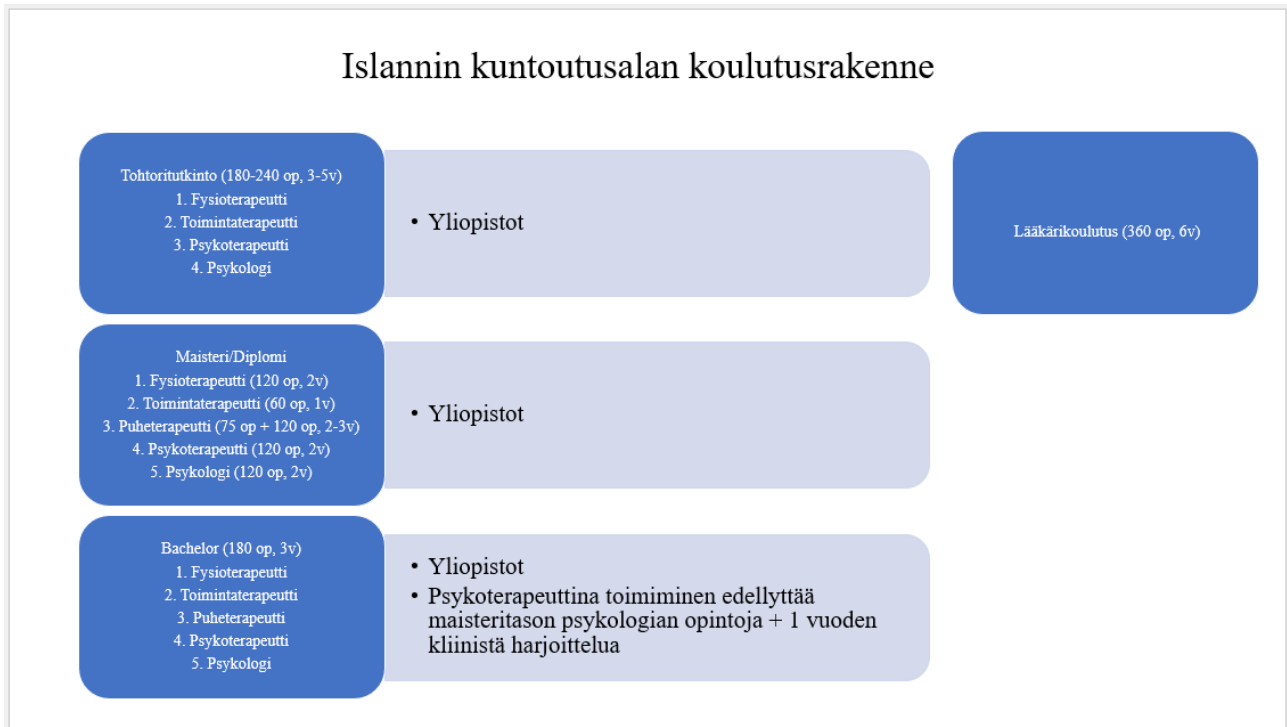 Islannin kuntoutusalan koulutusrakenne
Tohtoritutkinto (180-240 op, 3-5v)
1. Fysioterapeutti
2. Toimintaterapeutti
3. Psykoterapeutti
4. Psykologi
• Yliopistot
Lääkärikoulutus (360 op, 6v)
Maisteri/Diplomi
1. Fysioterapeutti (120 op, 2v)
2. Toimintaterapeutti (60 op, 1v)
3. Puheterapeutti (75 op + 120 op, 2-3v)
4. Psykoterapeutti (120 op, 2v)
5. Psykologi (120 op, 2v)
• Yliopistot
Bachelor (180 op, 3v)
1. Fysioterapeutti
2. Toimintaterapeutti
3. Puheterapeutti
4. Psykoterapeutti
5. Psykologi
• Yliopistot
• Psykoterapeuttina toimiminen edellyttää
maisteritason psykologian opintoja + 1 vuoden
kliinistä harjoittelua